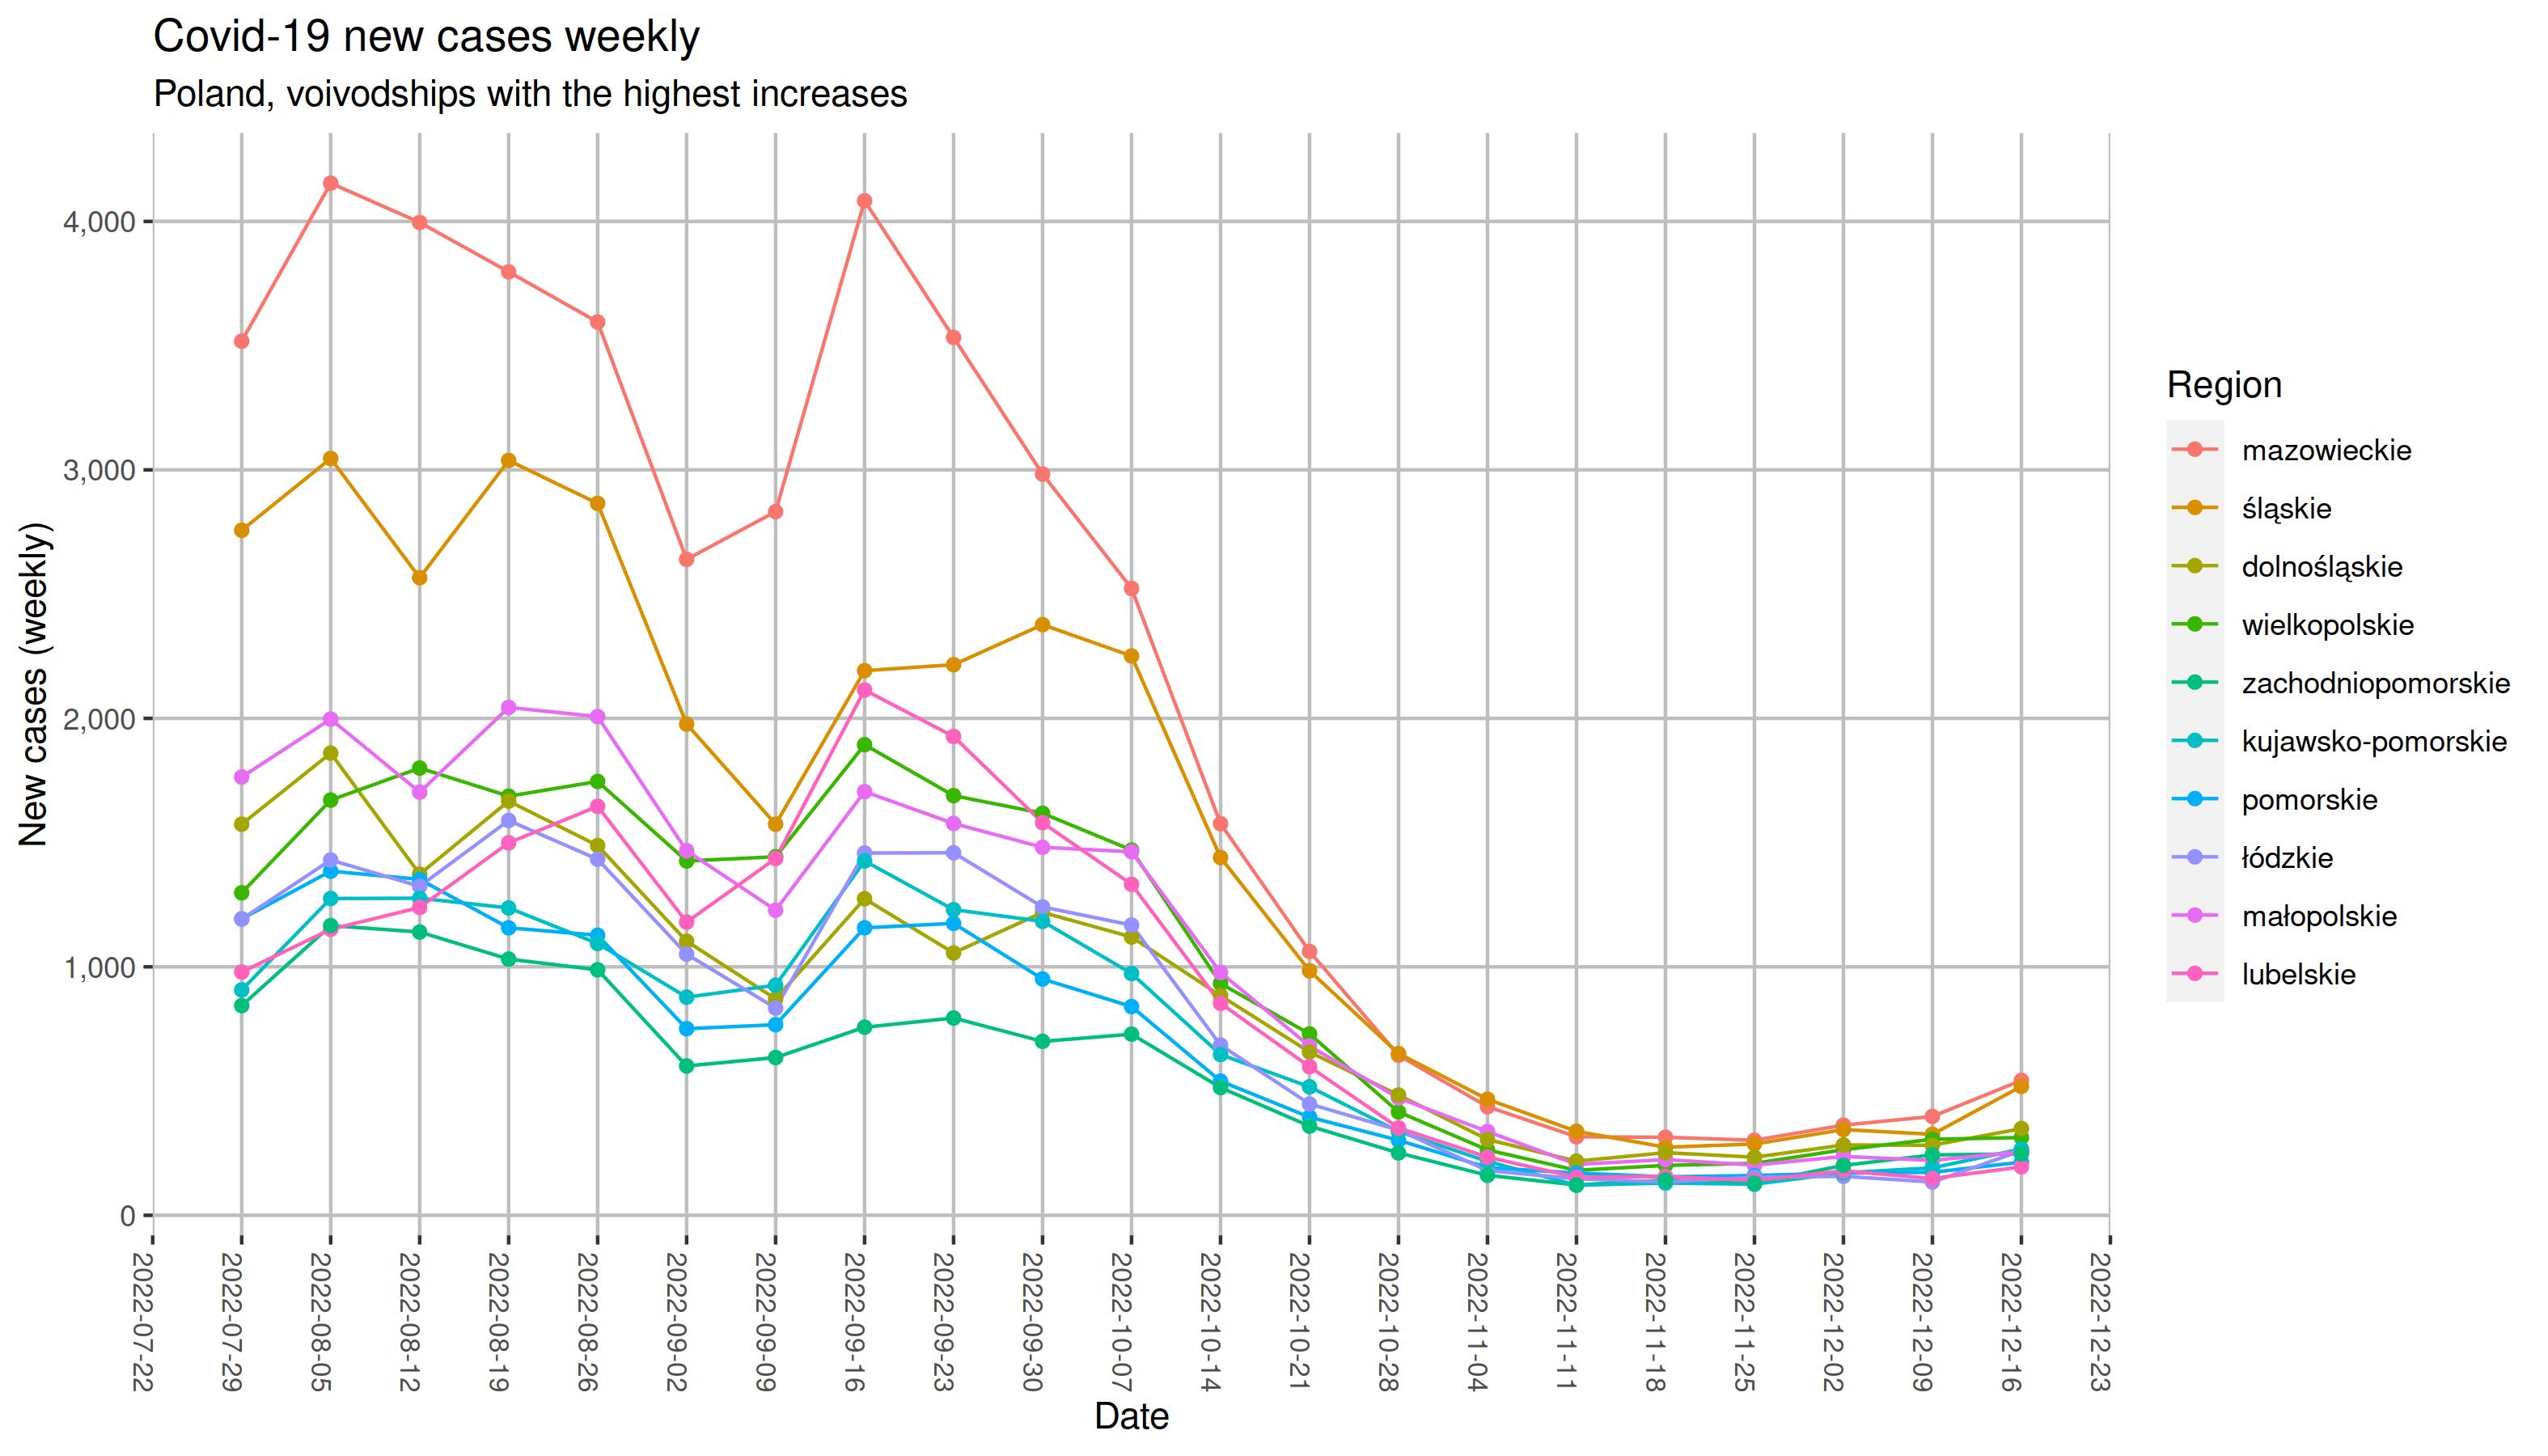 Covid-19 new cases weekly
Poland, voivodships with the highest increases
New cases (weekly)
4,000
3,000
2,000
1,000
0
2022-07-22
2022-07-29
2022-08-05
2022-08-12
2022-08-19
2022-08-26
2022-09-02
2022-09-09
2022-09-16
2022-09-23
2022-09-30
2022-10-07
2022-10-14
2022-10-21
2022-10-28
2022-11-04
2022-11-11
2022-11-18
2022-11-25
2022-12-02
2022-12-09
2022-12-16
2022-12-23
Date
Region
mazowieckie
śląskie
dolnośląskie
wielkopolskie
zachodniopomorskie
kujawsko-pomorskie
pomorskie
łódzkie
małopolskie
lubelskie